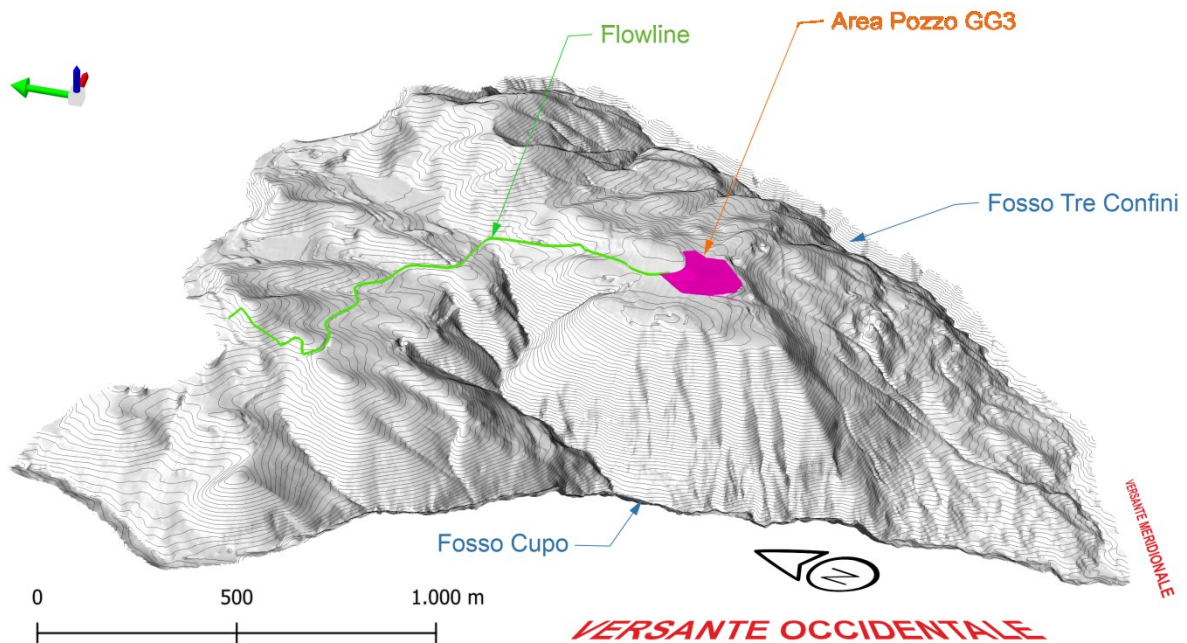 Area Pozzo GG3
Flowline
Fosso Tre Confini
Fosso Cupo
VERSANTE MERIDIONALE
N
0 500 1.000 m
VERSANTE OCCIDENTALE